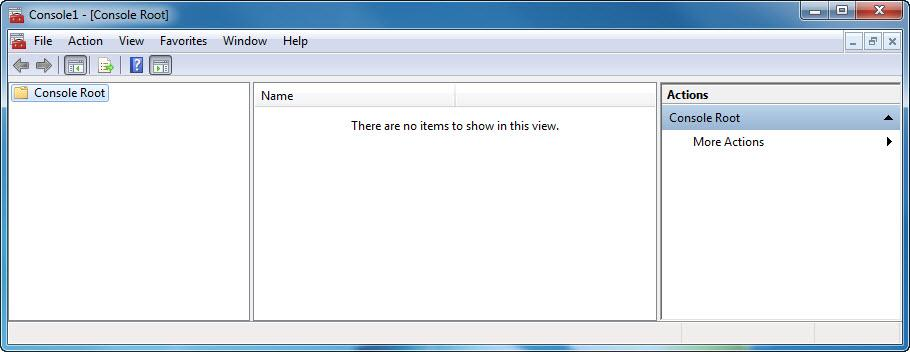 Console1 - [Console Root]
File Action View Favorites Window Help
Console Root
Name
There are no items to show in this view.
Actions
Console Root
More Actions